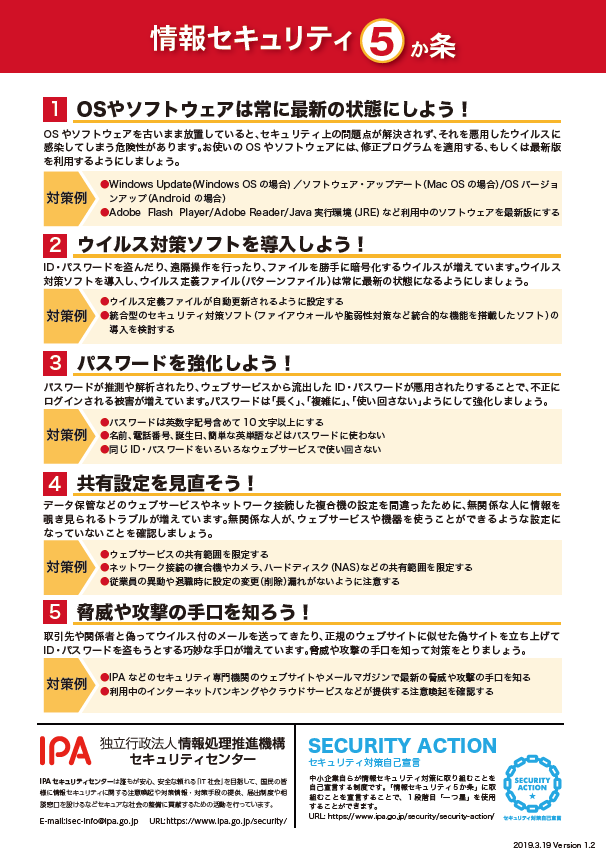 情報セキュリティ5か条
1 OSやソフトウェアは常に最新の状態にしよう！
OSやソフトウェアを古いまま放置していると、セキュリティ上の問題点が解決されず、それを悪用したウイルスに
感染してしまう危険性があります。お使いのOSやソフトウェアには、修正プログラムを適用する、もしくは最新版
を利用するようにしましょう。
対策例
●Windows Update(Windows OSの場合)／ソフトウェア・アップデート(Mac OSの場合)/OSバージョ
ンアップ(Androidの場合)
●Adobe Flash Player/Adobe Reader/Java実行環境(JRE)など利用中のソフトウェアを最新版にする
2 ウイルス対策ソフトを導入しよう！
ID・パスワードを盗んだり、遠隔操作を行ったり、ファイルを勝手に暗号化するウイルスが増えています。ウイルス
対策ソフトを導入し、ウイルス定義ファイル(パターンファイル)は常に最新の状態になるようにしましょう。
対策例
●ウイルス定義ファイルが自動更新されるように設定する
●統合型のセキュリティ対策ソフト(ファイアウォールや脆弱性対策など統合的な機能を搭載したソフト)の
導入を検討する
3 パスワードを強化しよう！
パスワードが推測や解析されたり、ウェブサービスから流出したID・パスワードが悪用されたりすることで、不正に
ログインされる被害が増えています。パスワードは「長く」、「複雑に」、「使い回さない」ようにして強化しましょう。
対策例
●パスワードは英数字記号含めて10文字以上にする
●名前、電話番号、誕生日、簡単な英単語などはパスワードに使わない
●同じID・パスワードをいろいろなウェブサービスで使い回さない
4 共有設定を見直そう！
データ保管などのウェブサービスやネットワーク接続した複合機の設定を間違ったために、無関係な人に情報を
覗き見られるトラブルが増えています。無関係な人が、ウェブサービスや機器を使うことができるような設定に
なっていないことを確認しましょう。
対策例
●ウェブサービスの共有範囲を限定する
●ネットワーク接続の複合機やカメラ、ハードディスク(NAS)などの共有範囲を限定する
●従業員の異動や退職時に設定の変更(削除)漏れがないように注意する
5 脅威や攻撃の手口を知ろう！
取引先や関係者と偽ってウイルス付のメールを送ってきたり、正規のウェブサイトに似せた偽サイトを立ち上げて
ID・パスワードを盗もうとする巧妙な手口が増えています。脅威や攻撃の手口を知って対策をとりましょう。
対策例
●IPAなどのセキュリティ専門機関のウェブサイトやメールマガジンで最新の脅威や攻撃の手口を知る
●利用中のインターネットバンキングやクラウドサービスなどが提供する注意喚起を確認する
IPA 独立行政法人情報処理推進機構
セキュリティセンター
IPAセキュリティセンターは誰もが安心、安全な頼れる「IT社会」を目指して、国民の皆
様に情報セキュリティに関する注意喚起や対策情報・対策手段の提供、届出制度や相
談窓口を設けるなどセキュアな社会の整備に貢献するための活動を行っています。
E-mail:isec-info@ipa.go.jp URL:https://www.ipa.go.jp/security/
SECURITY ACTION
セキュリティ対策自己宣言
中小企業自らが情報セキュリティ対策に取り組むことを
自己宣言する制度です。「情報セキュリティ5か条」に取
組むことを宣言することで、1段階目「一つ星」を使用
することができます。
URL: https://www.ipa.go.jp/security/security-action/
SECURITY
ACTION
★
セキュリティ対策自己宣言
2019.3.19 Version 1.2